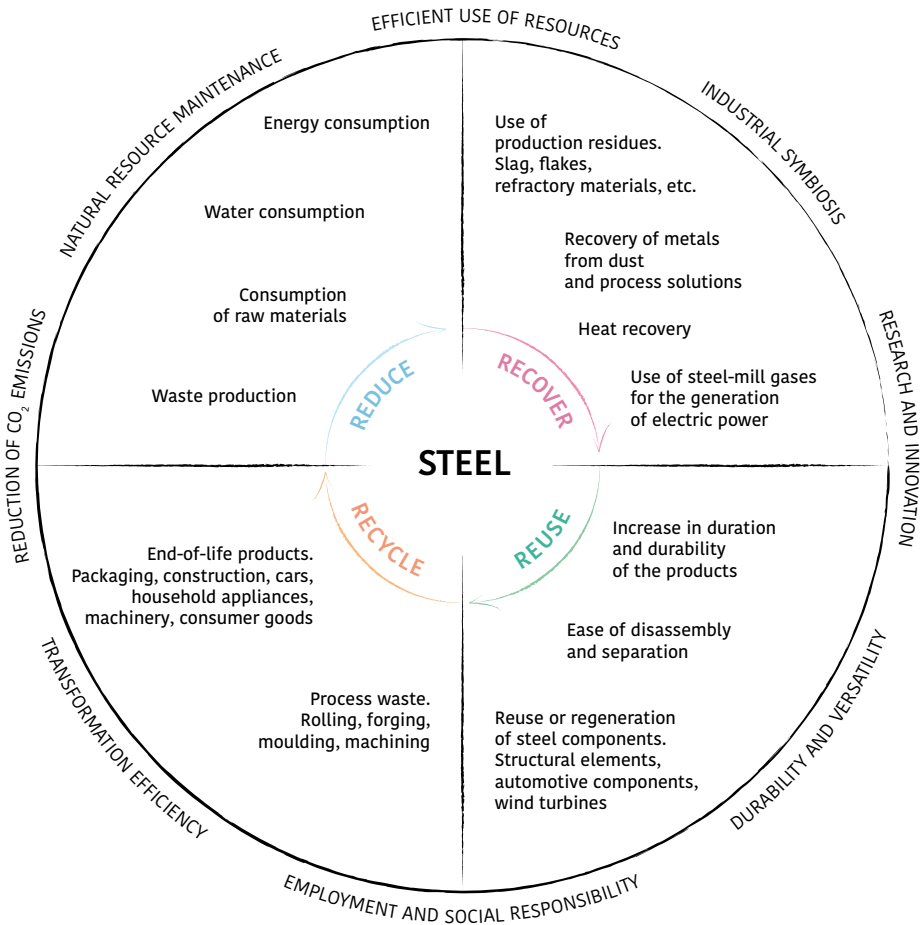 EFFICIENT USE OF RESOURCES
INDUSTRIAL SYMBIOSIS
RESEARCH AND INNOVATION
DURABILITY AND VERSATILITY
EMPLOYMENT AND SOCIAL RESPONSIBILITY
TRANSFORMATION EFFICIENCY
REDUCTION OF CO₂ EMISSIONS
NATURAL RESOURCE MAINTENANCE
Energy consumption
Water consumption
Consumption
of raw materials
Waste production
REDUCE
Use of
production residues.
Slag, flakes,
refractory materials, etc.
Recovery of metals
from dust
and process solutions
Heat recovery
Use of steel-mill gases
for the generation
of electric power
RECOVER
STEEL
REUSE
Increase in duration
and durability
of the products
Ease of disassembly
and separation
Reuse or regeneration
of steel components.
Structural elements,
automotive components,
wind turbines
RECYCLE
End-of-life products.
Packaging, construction, cars,
household appliances,
machinery, consumer goods
Process waste.
Rolling, forging,
moulding, machining